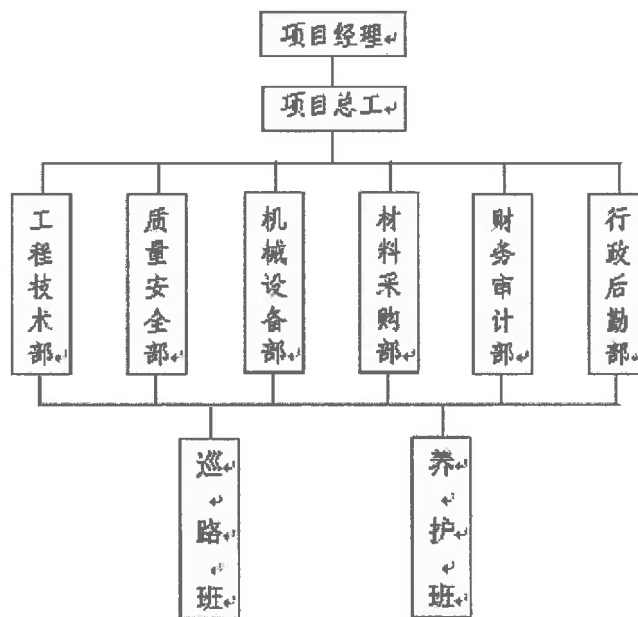 项目经理
项目总工
工程技术部
质量安全部
机械设备部
材料采购部
财务审计部
行政后勤部
巡路班
养护班